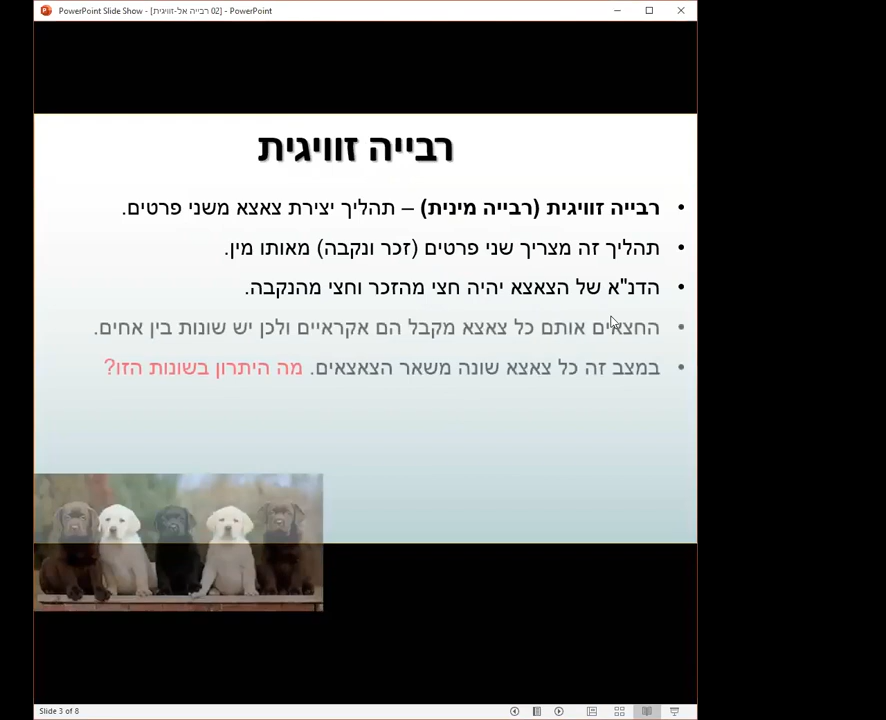 PowerPoint Slide Show - [02 רבייה אל-זוויגית] - PowerPoint
רבייה זוויגית
• רבייה זוויגית (רבייה מינית) – תהליך יצירת צאצא משני פרטים.
• תהליך זה מצריך שני פרטים (זכר ונקבה) מאותו מין.
• הדנ"א של הצאצא יהיה חצי מהזכר וחצי מהנקבה.
• החצאים אותם כל צאצא מקבל הם אקראיים ולכן יש שונות בין אחים.
• במצב זה כל צאצא שונה משאר הצאצאים. מה היתרון בשונות הזו?
Slide 3 of 8